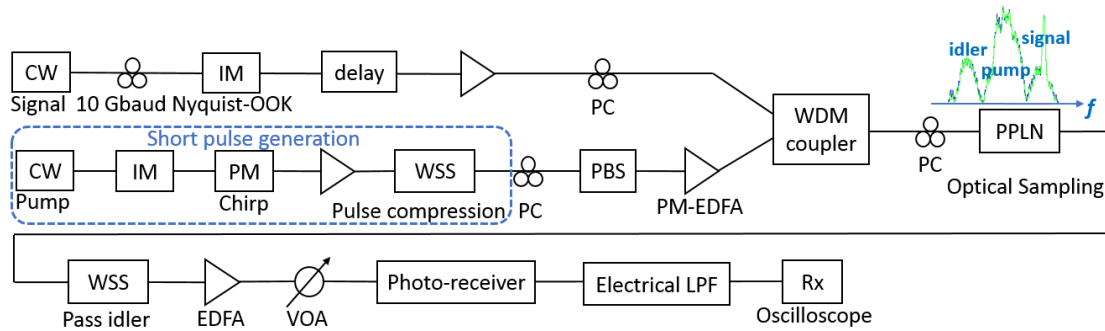 idler
signal
pump
f
CW
IM
delay
Signal
10 Gbaud Nyquist-OOK
PC
WDM
coupler
PPLN
PC
Optical Sampling
Short pulse generation
CW
IM
PM
WSS
PBS
Pump
Chirp
Pulse compression
PC
PM-EDFA
WSS
Photo-receiver
Electrical LPF
Rx
Pass idler
EDFA
VOA
Oscilloscope